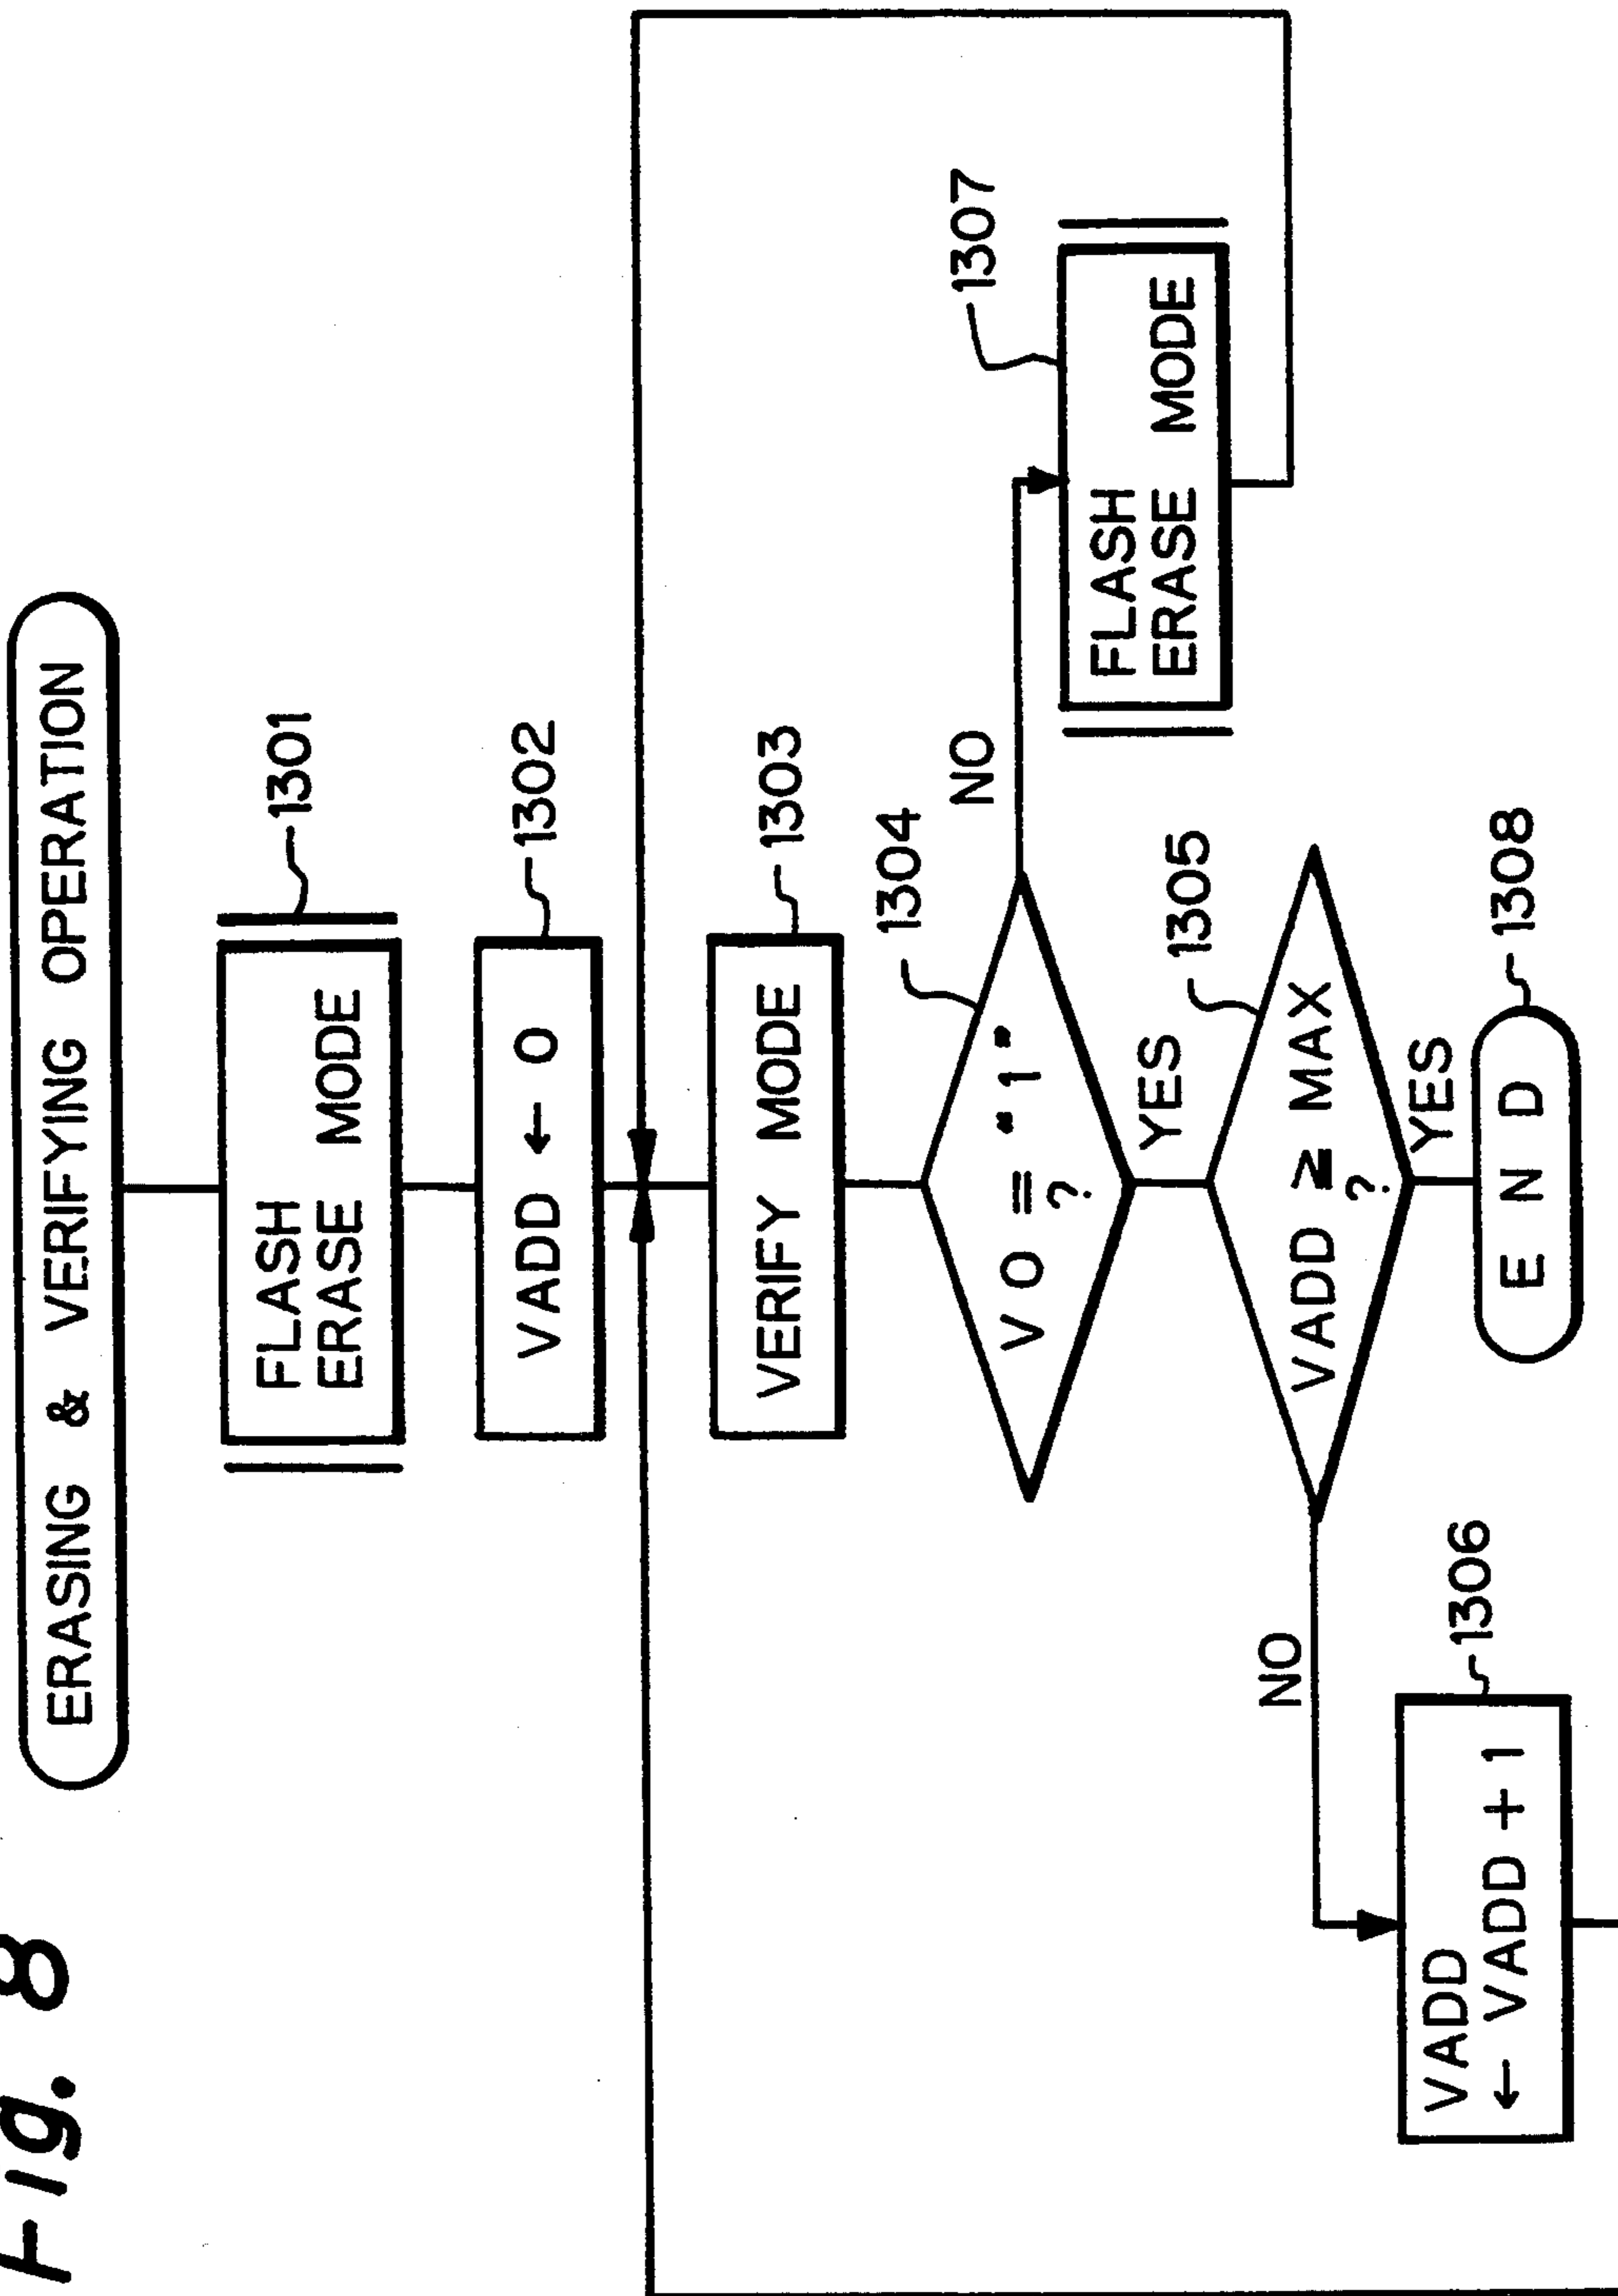 Fig. 8
ERASING & VERIFYING OPERATION
FLASH
ERASE MODE
1301
VADD ← 0
1302
VERIFY MODE
1303
V0 = "1"
?
1304
NO
FLASH
ERASE MODE
1307
YES
VADD ≥ MAX
?
1305
NO
VADD
← VADD + 1
1306
YES
END
1308